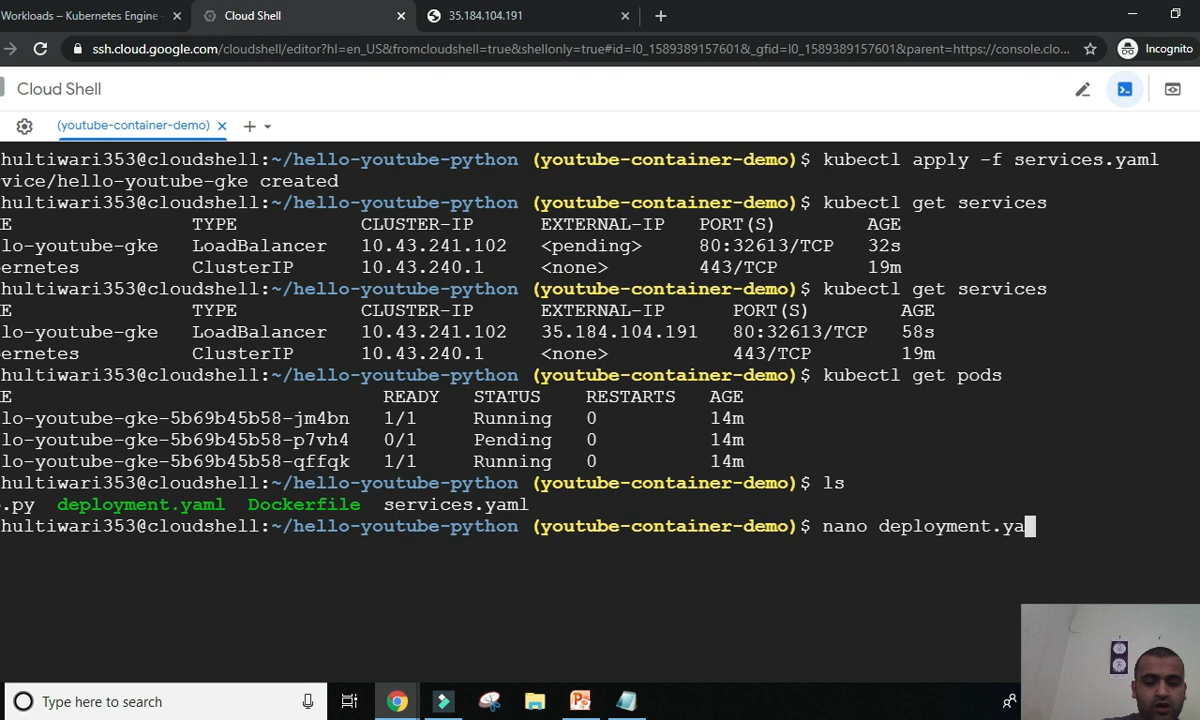 Workloads – Kubernetes Engine
Cloud Shell
35.184.104.191
ssh.cloud.google.com/cloudshell/editor?hl=en_US&fromcloudshell=true&shellonly=true#id=I0_1589389157601&_gfid=I0_1589389157601&parent=https://console.clo...
Incognito
Cloud Shell
(youtube-container-demo)
hultiwari353@cloudshell:~/hello-youtube-python (youtube-container-demo)$ kubectl apply -f services.yaml
vice/hello-youtube-gke created
hultiwari353@cloudshell:~/hello-youtube-python (youtube-container-demo)$ kubectl get services
E TYPE CLUSTER-IP EXTERNAL-IP PORT(S) AGE
lo-youtube-gke LoadBalancer 10.43.241.102 <pending> 80:32613/TCP 32s
ernetes ClusterIP 10.43.240.1 <none> 443/TCP 19m
hultiwari353@cloudshell:~/hello-youtube-python (youtube-container-demo)$ kubectl get services
E TYPE CLUSTER-IP EXTERNAL-IP PORT(S) AGE
lo-youtube-gke LoadBalancer 10.43.241.102 35.184.104.191 80:32613/TCP 58s
ernetes ClusterIP 10.43.240.1 <none> 443/TCP 19m
hultiwari353@cloudshell:~/hello-youtube-python (youtube-container-demo)$ kubectl get pods
E READY STATUS RESTARTS AGE
lo-youtube-gke-5b69b45b58-jm4bn 1/1 Running 0 14m
lo-youtube-gke-5b69b45b58-p7vh4 0/1 Pending 0 14m
lo-youtube-gke-5b69b45b58-qffqk 1/1 Running 0 14m
hultiwari353@cloudshell:~/hello-youtube-python (youtube-container-demo)$ ls
.py deployment.yaml Dockerfile services.yaml
hultiwari353@cloudshell:~/hello-youtube-python (youtube-container-demo)$ nano deployment.ya
Type here to search